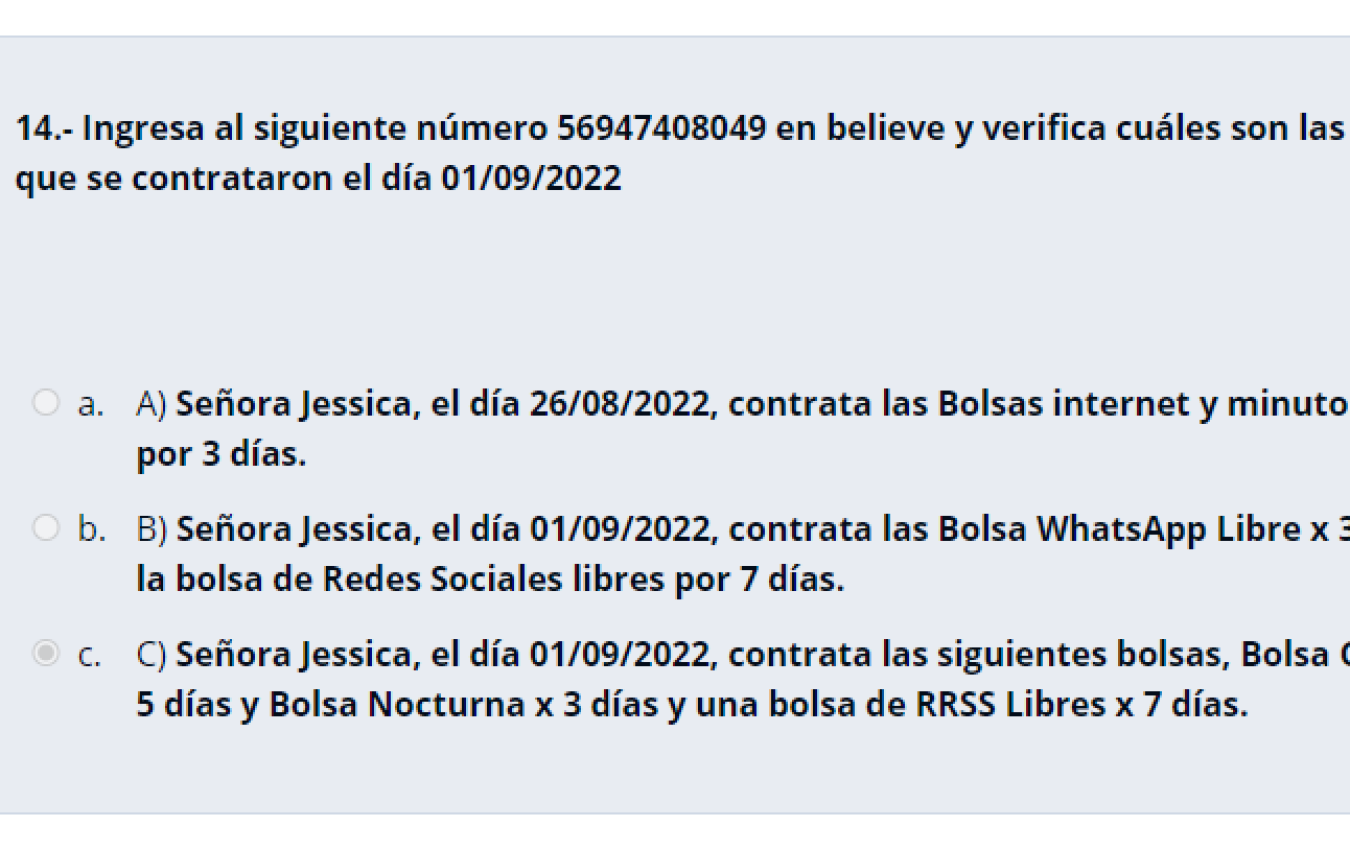 14.- Ingresa al siguiente número 56947408049 en believe y verifica cuáles son las
que se contrataron el día 01/09/2022
a. A) Señora Jessica, el día 26/08/2022, contrata las Bolsas internet y minuto
por 3 días.
b. B) Señora Jessica, el día 01/09/2022, contrata las Bolsa WhatsApp Libre x 3
la bolsa de Redes Sociales libres por 7 días.
c. C) Señora Jessica, el día 01/09/2022, contrata las siguientes bolsas, Bolsa
5 días y Bolsa Nocturna x 3 días y una bolsa de RRSS Libres x 7 días.